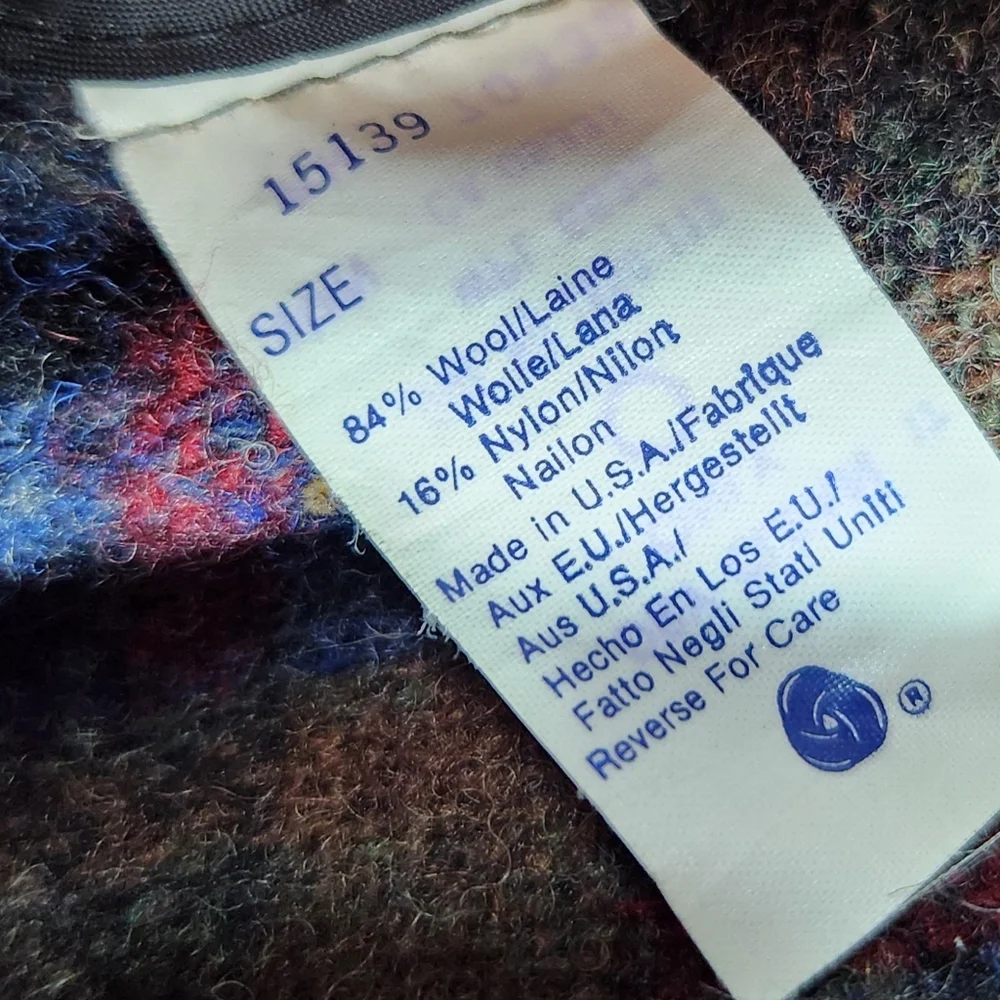 15139
SIZE
84% Wool/Laine
Wolle/Lana
16% Nylon/Nilon
Nailon
Made in U.S.A./Fabrique
Aux E.U./Hergestellt
Aus U.S.A./
Hecho En Los E.U./
Fatto Negli Stati Uniti
Reverse For Care
®